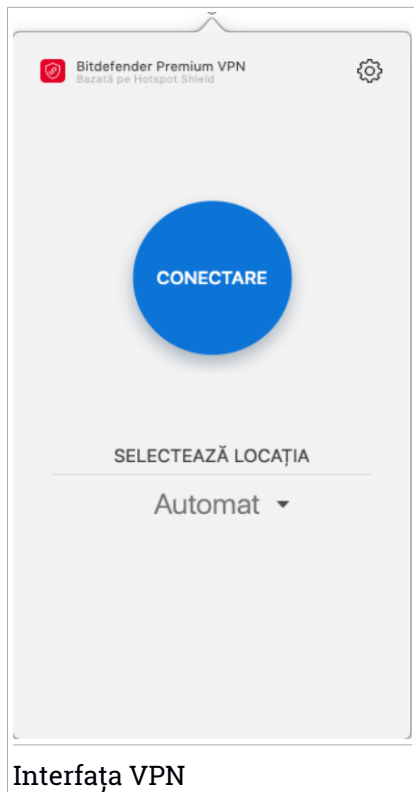 Bitdefender Premium VPN
Bazată pe Hotspot Shield
CONECTARE
SELECTEAZĂ LOCAȚIA
Automat
Interfața VPN